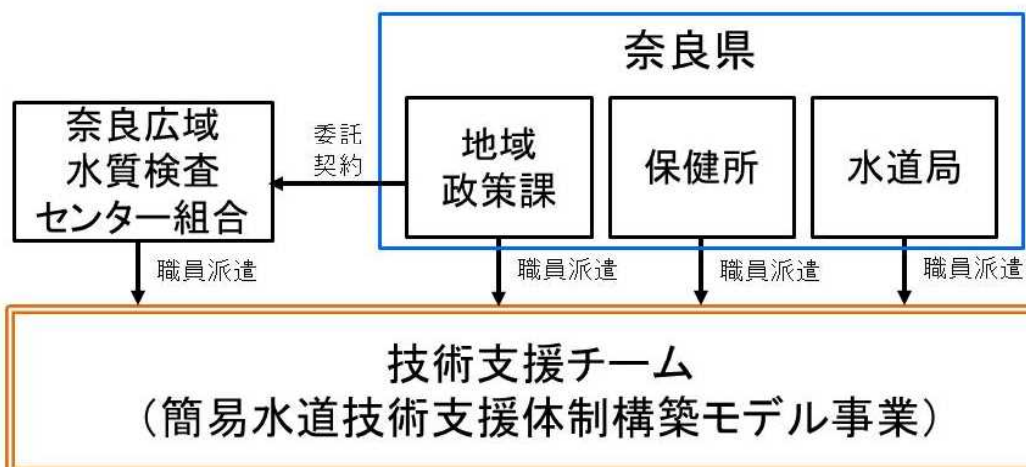 奈良県
奈良広域
水質検査
センター組合
委託
契約
地域
政策課
保健所
水道局
職員派遣
職員派遣
職員派遣
職員派遣
技術支援チーム
（簡易水道技術支援体制構築モデル事業）